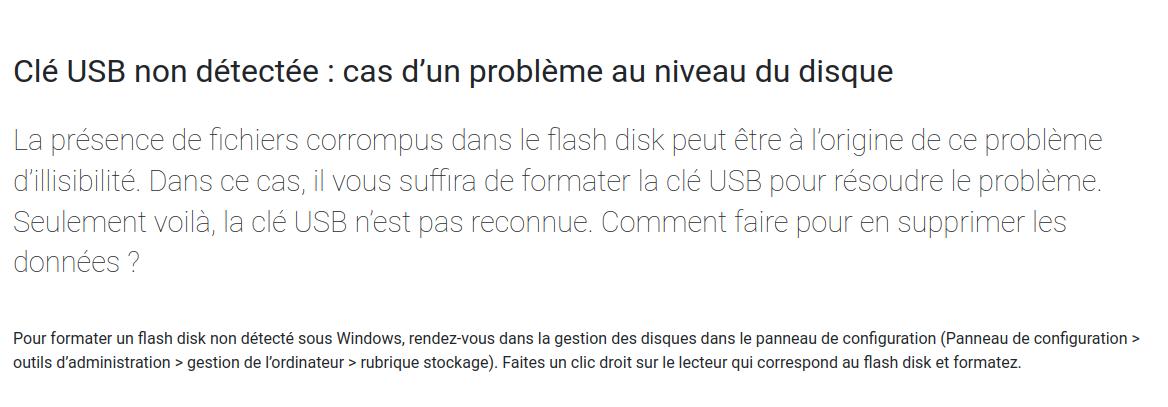 Clé USB non détectée : cas d’un problème au niveau du disque
La présence de fichiers corrompus dans le flash disk peut être à l’origine de ce problème
d’illisibilité. Dans ce cas, il vous suffira de formater la clé USB pour résoudre le problème.
Seulement voilà, la clé USB n’est pas reconnue. Comment faire pour en supprimer les
données ?
Pour formater un flash disk non détecté sous Windows, rendez-vous dans la gestion des disques dans le panneau de configuration (Panneau de configuration >
outils d’administration > gestion de l’ordinateur > rubrique stockage). Faites un clic droit sur le lecteur qui correspond au flash disk et formatez.